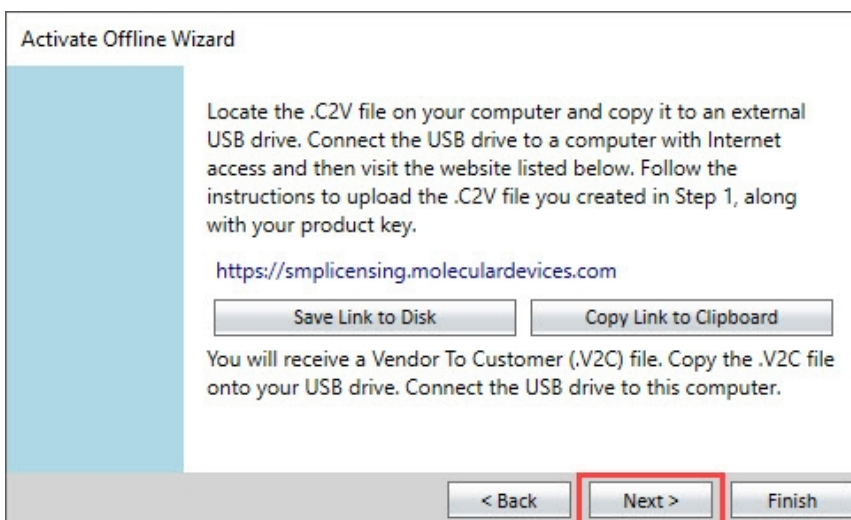 Activate Offline Wizard
Locate the .C2V file on your computer and copy it to an external
USB drive. Connect the USB drive to a computer with Internet
access and then visit the website listed below. Follow the
instructions to upload the .C2V file you created in Step 1, along
with your product key.
https://smplicensing.moleculardevices.com
Save Link to Disk Copy Link to Clipboard
You will receive a Vendor To Customer (.V2C) file. Copy the .V2C file
onto your USB drive. Connect the USB drive to this computer.
< Back Next > Finish